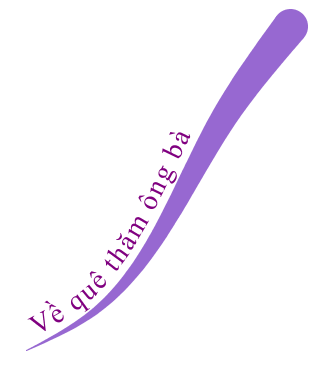 Về quê thăm ông bà